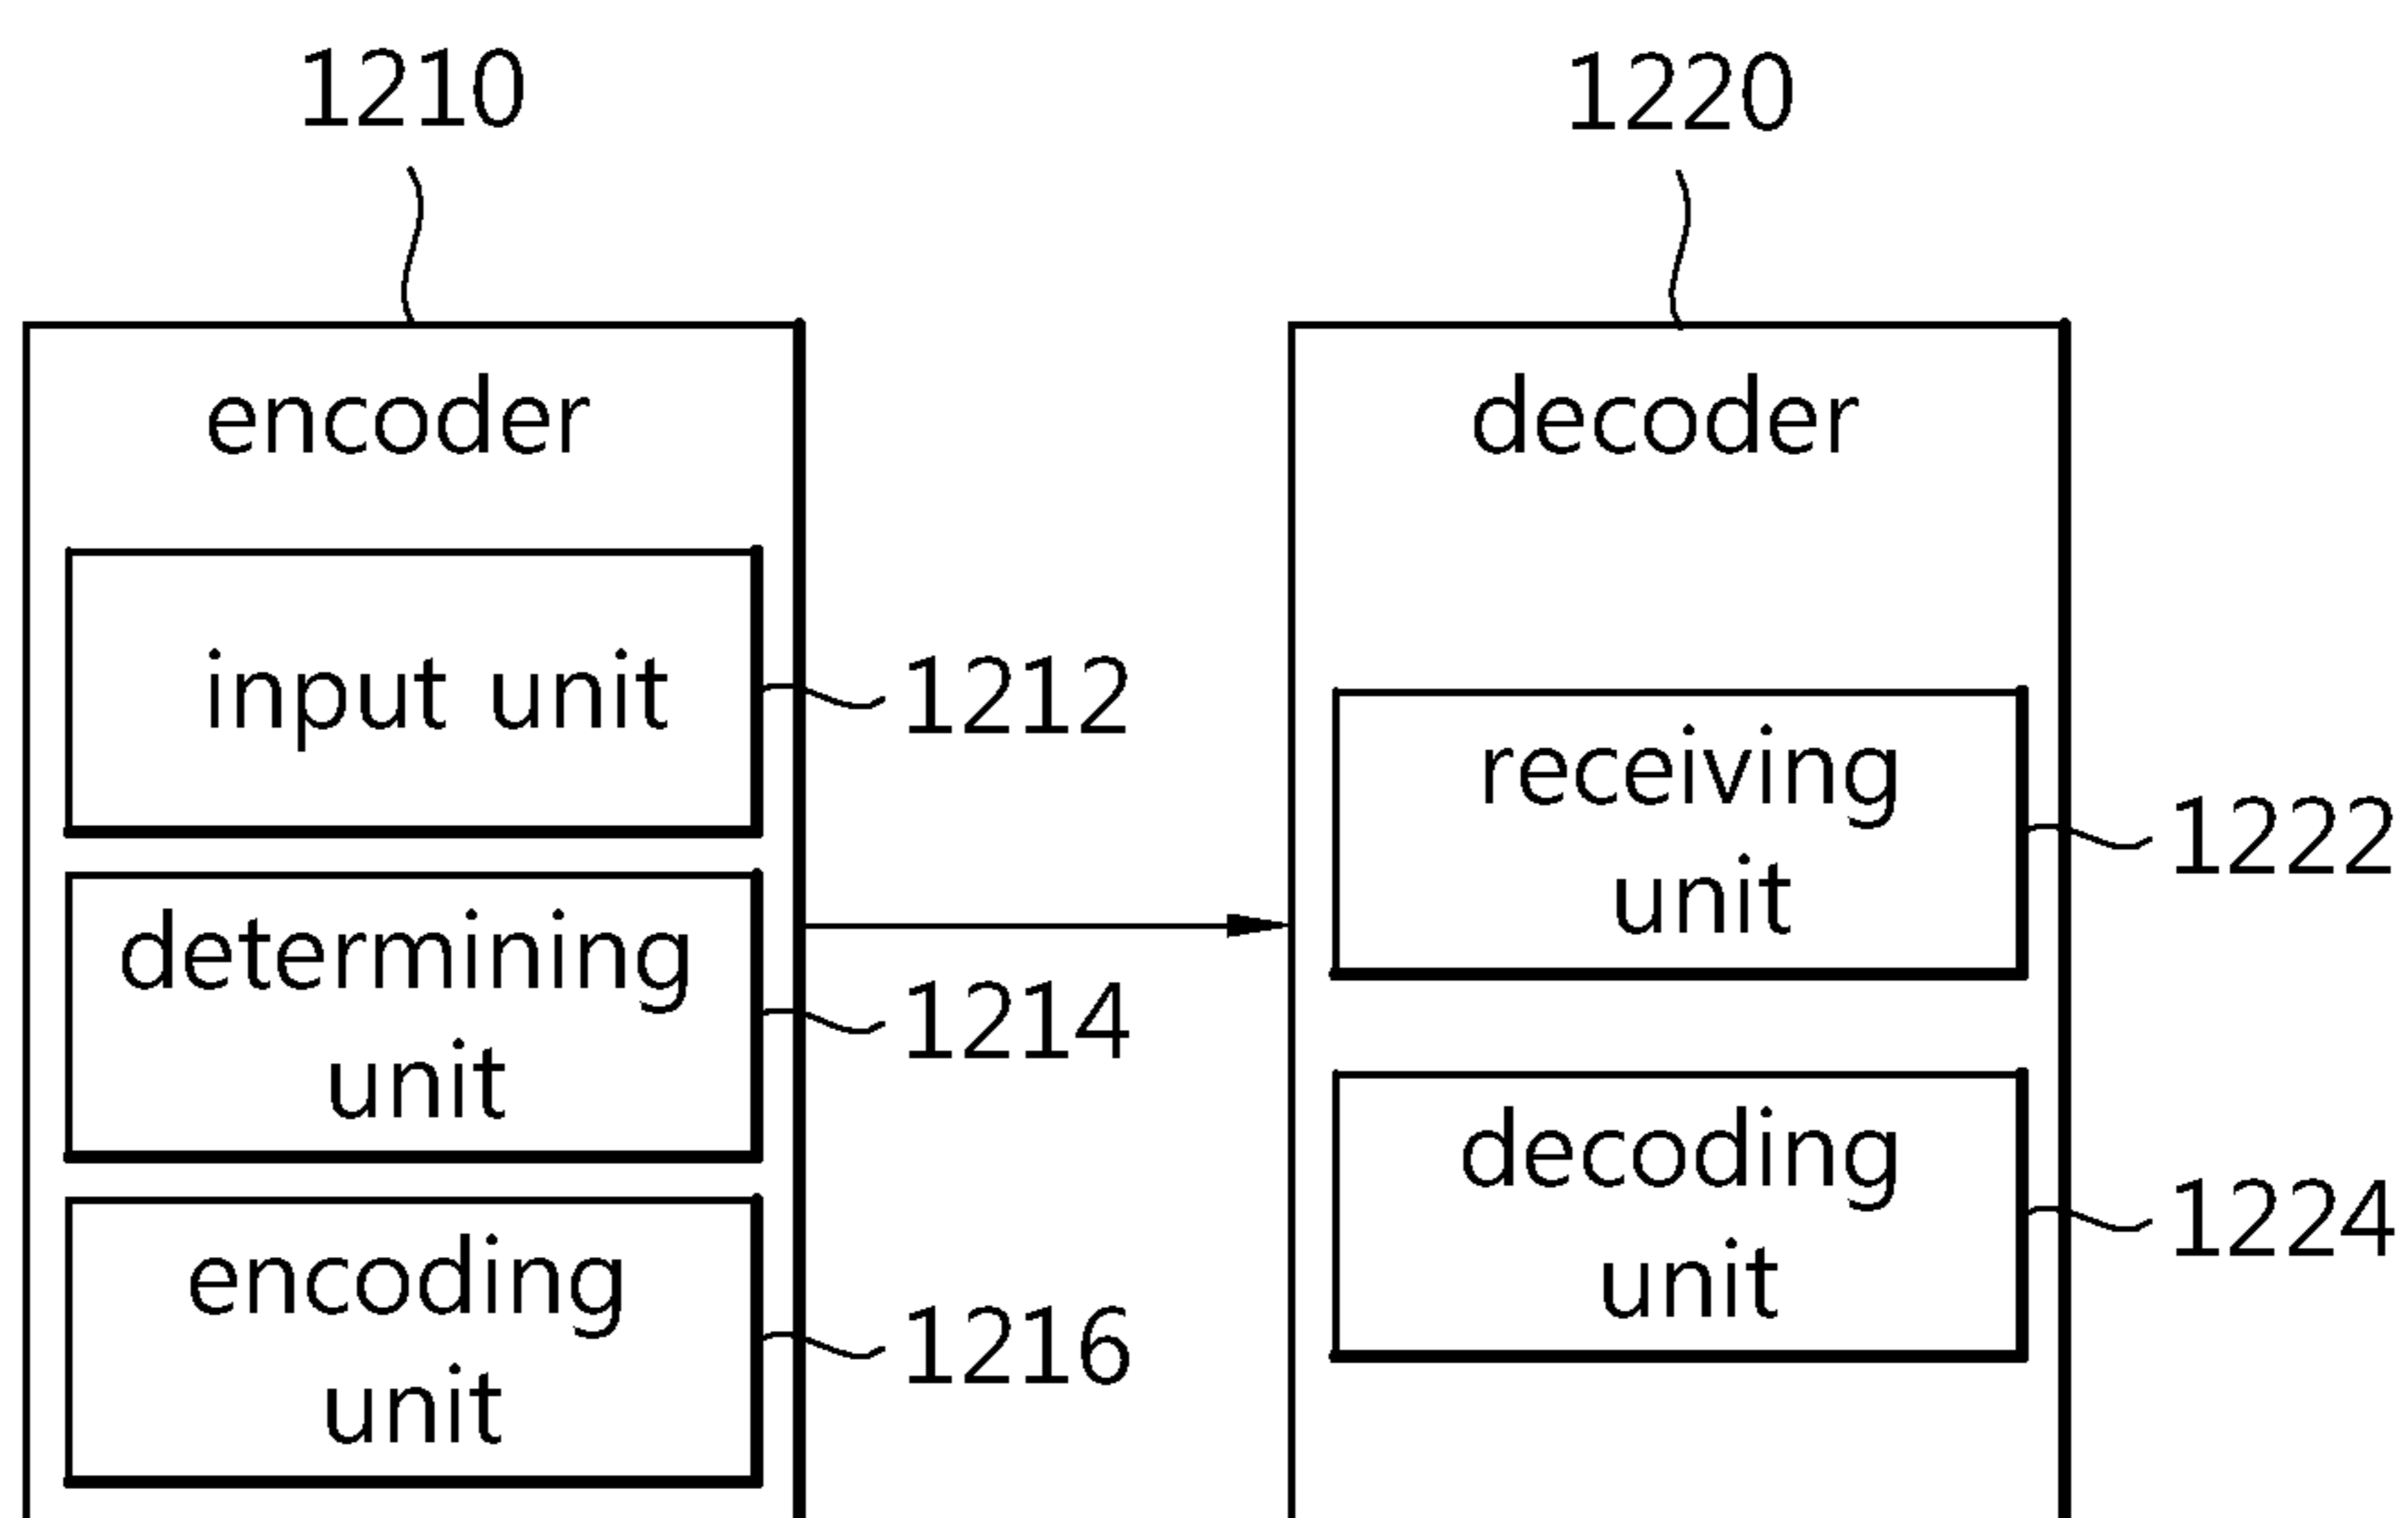 1210
1220
encoder
decoder
input unit
1212
receiving
unit
1222
determining
unit
1214
decoding
unit
1224
encoding
unit
1216